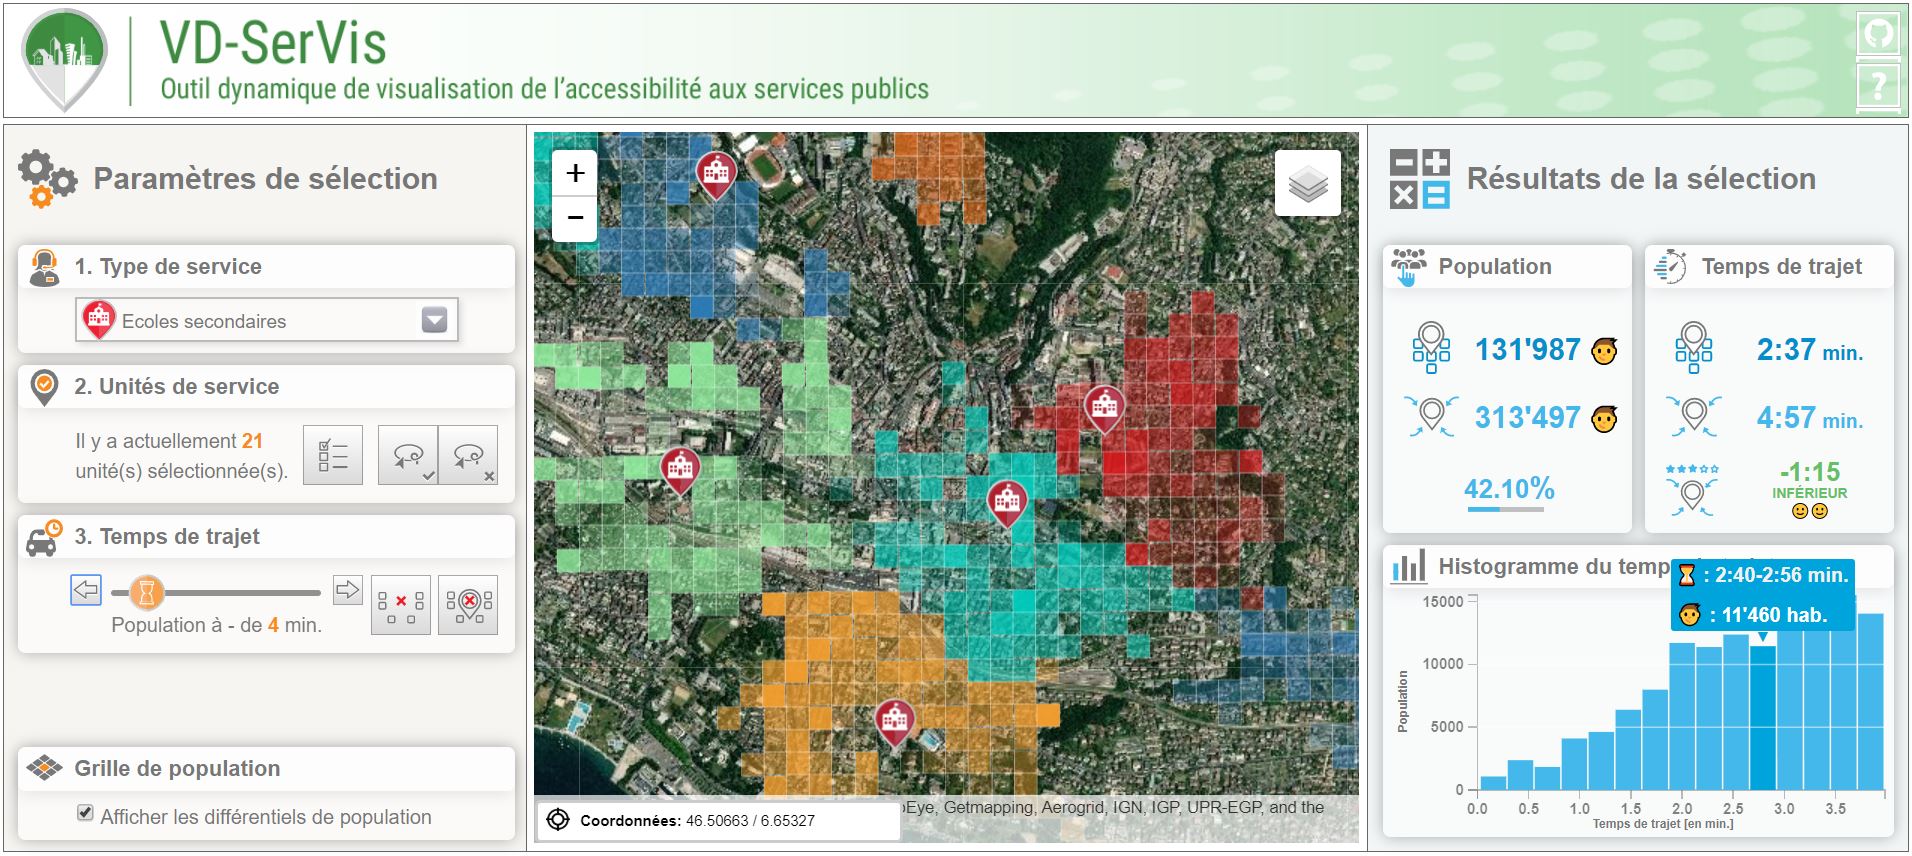 VD-SerVis
Outil dynamique de visualisation de l'accessibilité aux services publics
?
Paramètres de sélection
1. Type de service
Ecoles secondaires
2. Unités de service
Il y a actuellement 21
unité(s) sélectionnée(s).
3. Temps de trajet
Population à - de 4 min.
Grille de population
Afficher les différentiels de population
+
−
Eye, Getmapping, Aerogrid, IGN, IGP, UPR-EGP, and the
Coordonnées: 46.50663 / 6.65327
Résultats de la sélection
Population
131'987
313'497
42.10%
Temps de trajet
2:37 min.
4:57 min.
-1:15
INFÉRIEUR
Histogramme du temp
: 2:40-2:56 min.
: 11'460 hab.
15000
10000
5000
0
Population
0.0 0.5 1.0 1.5 2.0 2.5 3.0 3.5
Temps de trajet [en min.]